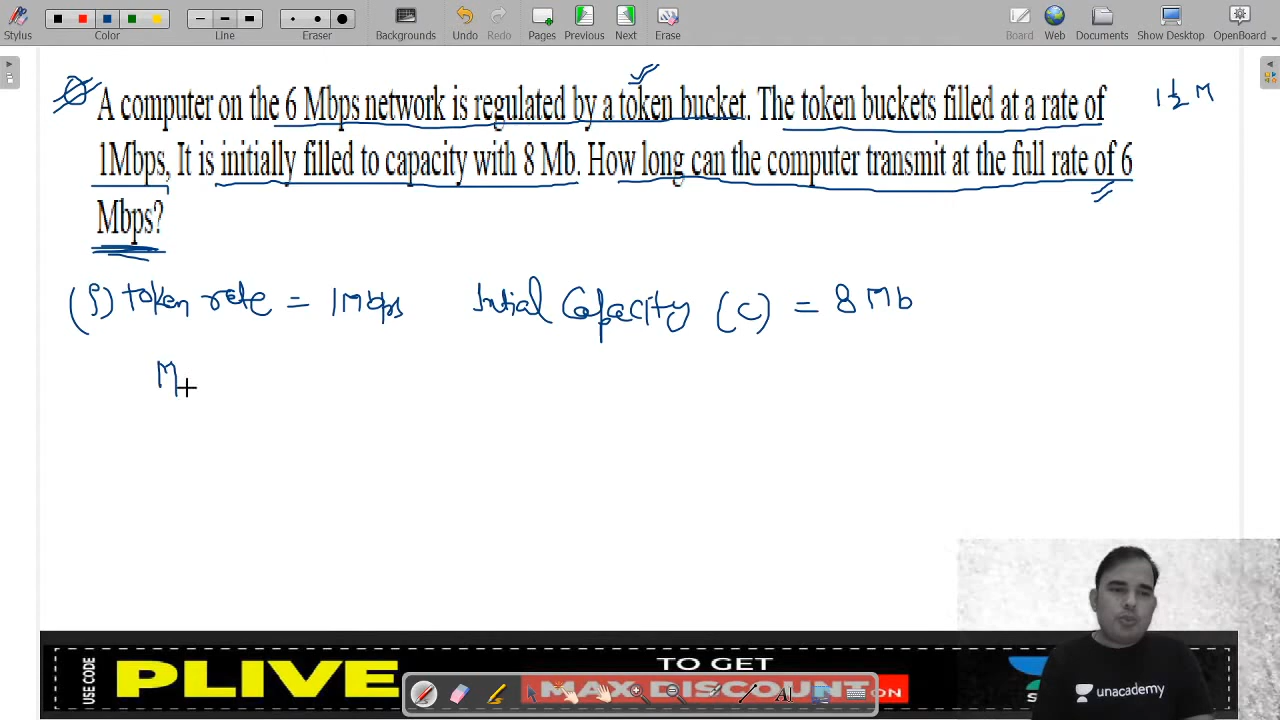 Stylus
Color
Line
Eraser
Backgrounds
Undo
Redo
Pages
Previous
Next
Erase
Board
Web
Documents
Show Desktop
OpenBoard
A computer on the 6 Mbps network is regulated by a token bucket. The token buckets filled at a rate of
1Mbps, It is initially filled to capacity with 8 Mb. How long can the computer transmit at the full rate of 6
Mbps?
1 ½ M
(ρ) token rate = 1 Mbps Initial Capacity (C) = 8 Mb
M
USE CODE
PLIVE
TO GET
MAX DISCOUNT
ON
unacademy